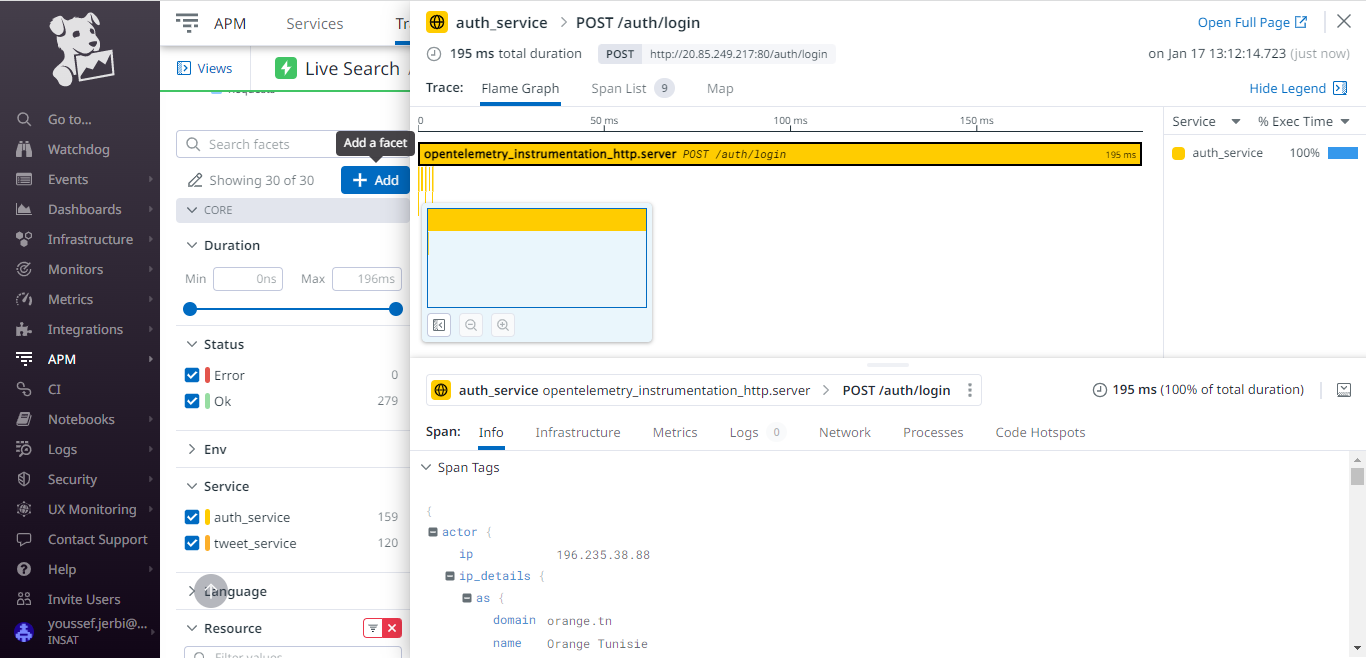 Go to...
Watchdog
Events
Dashboards
Infrastructure
Monitors
Metrics
Integrations
APM
CI
Notebooks
Logs
Security
UX Monitoring
Contact Support
Help
Invite Users
youssef.jerbi@...
INSAT
APM Services Tr
Views Live Search
Requests
Search facets
Add a facet
Showing 30 of 30 + Add
CORE
Duration
Min 0ns Max 196ms
Status
Error 0
Ok 279
Env
Service
auth_service 159
tweet_service 120
Language
Resource
Filter values
auth_service > POST /auth/login Open Full Page
195 ms total duration POST http://20.85.249.217:80/auth/login on Jan 17 13:12:14.723 (just now)
Trace: Flame Graph Span List 9 Map Hide Legend
0 50 ms 100 ms 150 ms
Service % Exec Time
opentelemetry_instrumentation_http.server POST /auth/login 195 ms
auth_service 100%
auth_service opentelemetry_instrumentation_http.server > POST /auth/login 195 ms (100% of total duration)
Span: Info Infrastructure Metrics Logs 0 Network Processes Code Hotspots
Span Tags
{
actor {
ip 196.235.38.88
ip_details {
as {
domain orange.tn
name Orange Tunisie